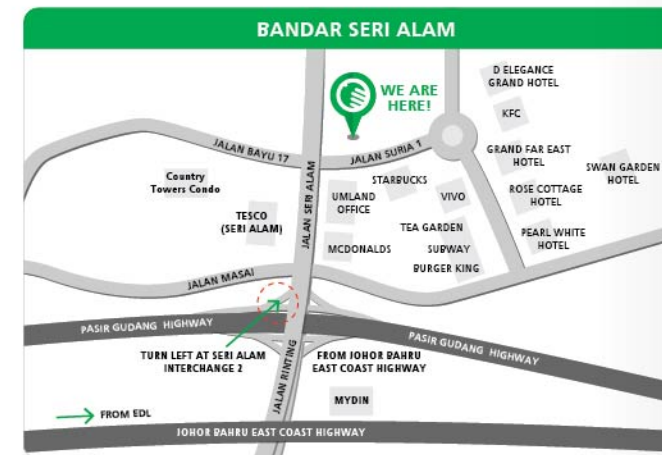 BANDAR SERI ALAM
D ELEGANCE
GRAND HOTEL
WE ARE
HERE!
KFC
JALAN BAYU 17
JALAN SURIA 1
GRAND FAR EAST
HOTEL
SWAN GARDEN
HOTEL
Country
Towers Condo
STARBUCKS
JALAN SERI ALAM
UMLAND
OFFICE
VIVO
ROSE COTTAGE
HOTEL
TESCO
(SERI ALAM)
TEA GARDEN
PEARL WHITE
HOTEL
MCDONALDS
SUBWAY
BURGER KING
JALAN MASAI
PASIR GUDANG HIGHWAY
PASIR GUDANG HIGHWAY
TURN LEFT AT SERI ALAM
INTERCHANGE 2
FROM JOHOR BAHRU
EAST COAST HIGHWAY
JALAN RINTING
MYDIN
FROM EDL
JOHOR BAHRU EAST COAST HIGHWAY